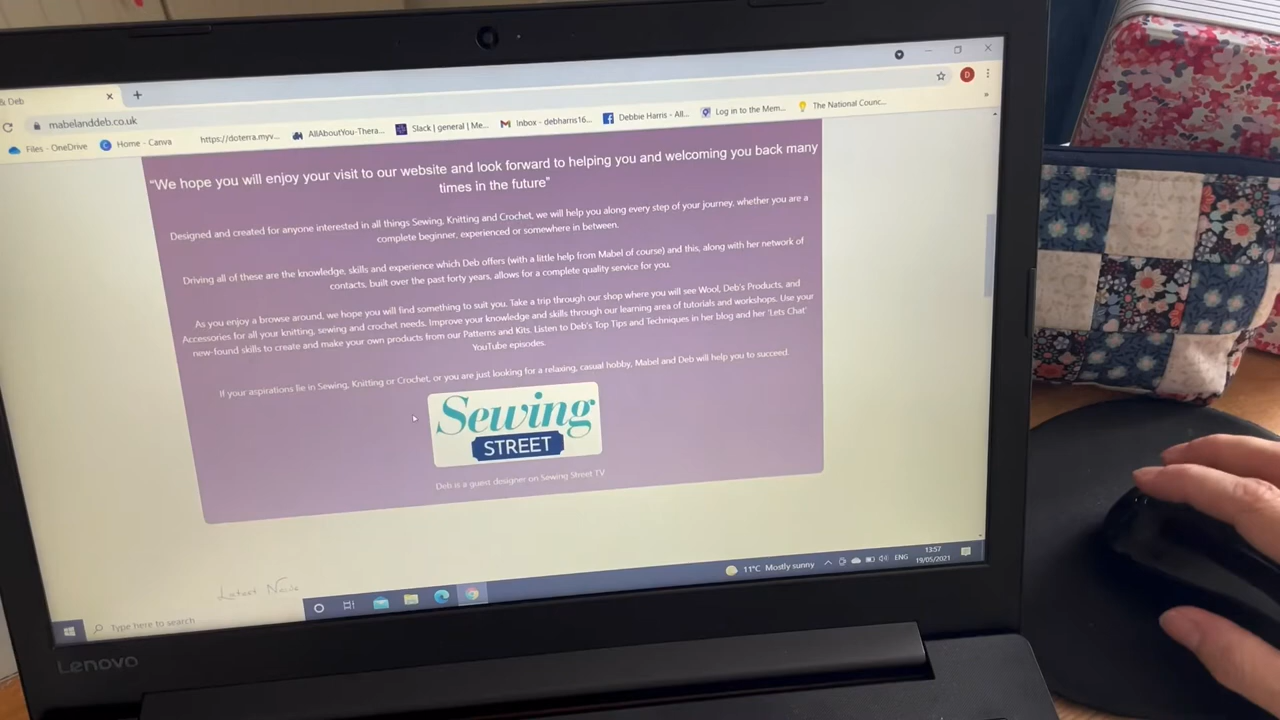 & Deb
mabelanddeb.co.uk
Files - OneDrive
Home - Canva
https://doterra.myv...
AllAboutYou-Thera...
Slack | general | Me...
Inbox - debharris16...
Debbie Harris - All...
Log in to the Mem...
The National Counc...
D
"We hope you will enjoy your visit to our website and look forward to helping you and welcoming you back many
times in the future"
Designed and created for anyone interested in all things Sewing, Knitting and Crochet, we will help you along every step of your journey, whether you are a
complete beginner, experienced or somewhere in between.
Driving all of these are the knowledge, skills and experience which Deb offers (with a little help from Mabel of course) and this, along with her network of
contacts, built over the past forty years, allows for a complete quality service for you.
As you enjoy a browse around, we hope you will find something to suit you. Take a trip through our shop where you will see Wool, Deb's Products, and
Accessories for all your knitting, sewing and crochet needs. Improve your knowledge and skills through our learning area of tutorials and workshops. Use your
new-found skills to create and make your own products from our Patterns and Kits. Listen to Deb's Top Tips and Techniques in her blog and her 'Lets Chat'
YouTube episodes.
If your aspirations lie in Sewing, Knitting or Crochet, or you are just looking for a relaxing, casual hobby, Mabel and Deb will help you to succeed.
Sewing
STREET
Deb is a guest designer on Sewing Street TV
Latest News
Type here to search
11°C Mostly sunny
ENG
13:57
19/05/2021
Lenovo